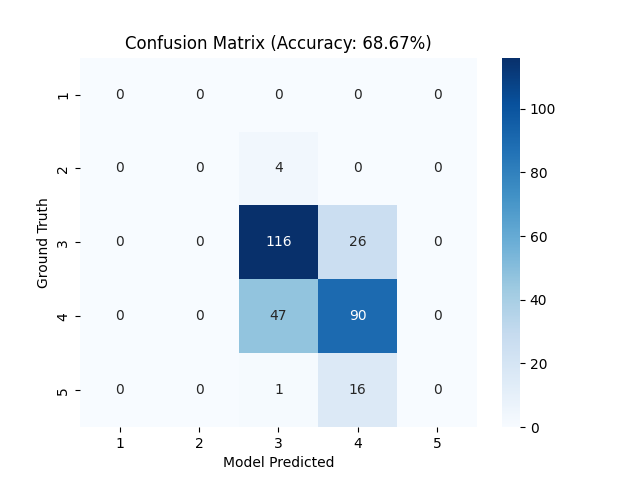 Confusion Matrix (Accuracy: 68.67%)
1 0 0 0 0 0
2 0 0 4 0 0
3 0 0 116 26 0
4 0 0 47 90 0
5 0 0 1 16 0
1 2 3 4 5
Model Predicted
Ground Truth
100
80
60
40
20
0